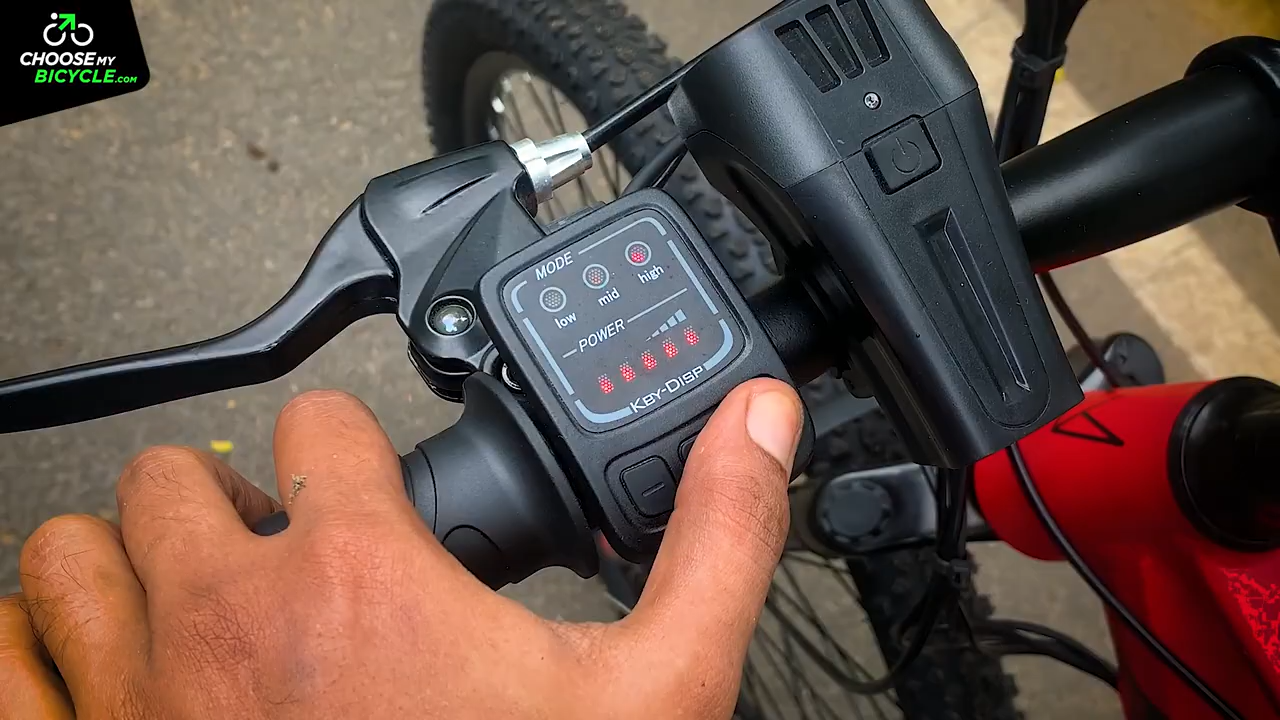 CHOOSE MY
BICYCLE.COM
MODE
low
mid
high
POWER
KEY-DISP